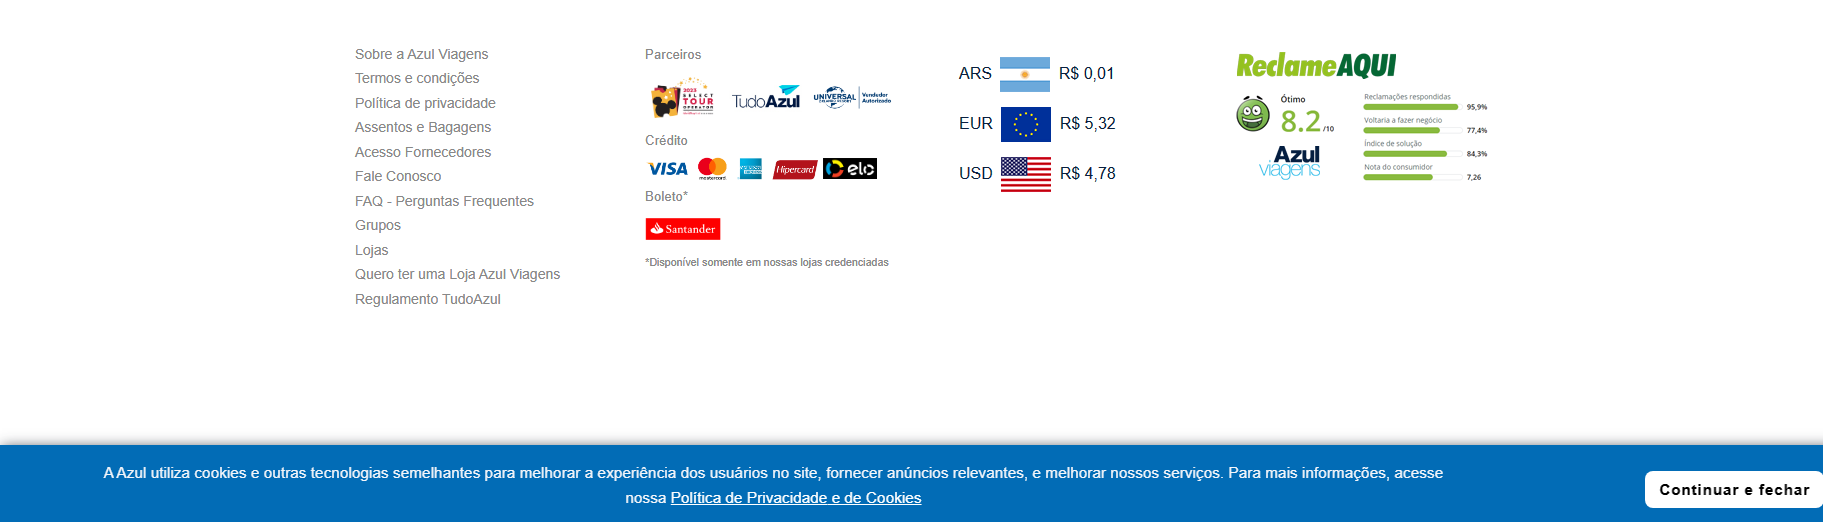 Sobre a Azul Viagens
Termos e condições
Política de privacidade
Assentos e Bagagens
Acesso Fornecedores
Fale Conosco
FAQ - Perguntas Frequentes
Grupos
Lojas
Quero ter uma Loja Azul Viagens
Regulamento TudoAzul
Parceiros
2023
SELECT
TOUR
OPERATOR
TudoAzul
UNIVERSAL
Vendedor
Autorizado
Crédito
VISA
mastercard
Hipercard
elo
Boleto*
Santander
*Disponível somente em nossas lojas credenciadas
ARS R$ 0,01
EUR R$ 5,32
USD R$ 4,78
ReclameAQUI
Ótimo
8.2 /10
Azul
viagens
Reclamações respondidas
95,9%
Voltaria a fazer negócio
77,4%
Índice de solução
84,3%
Nota do consumidor
7,26
A Azul utiliza cookies e outras tecnologias semelhantes para melhorar a experiência dos usuários no site, fornecer anúncios relevantes, e melhorar nossos serviços. Para mais informações, acesse
nossa Política de Privacidade e de Cookies
Continuar e fechar